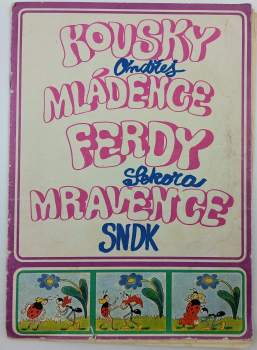 KOUSKY
Ondřej
MLÁDENCE
FERDY
Sekora
MRAVENCE
SNDK